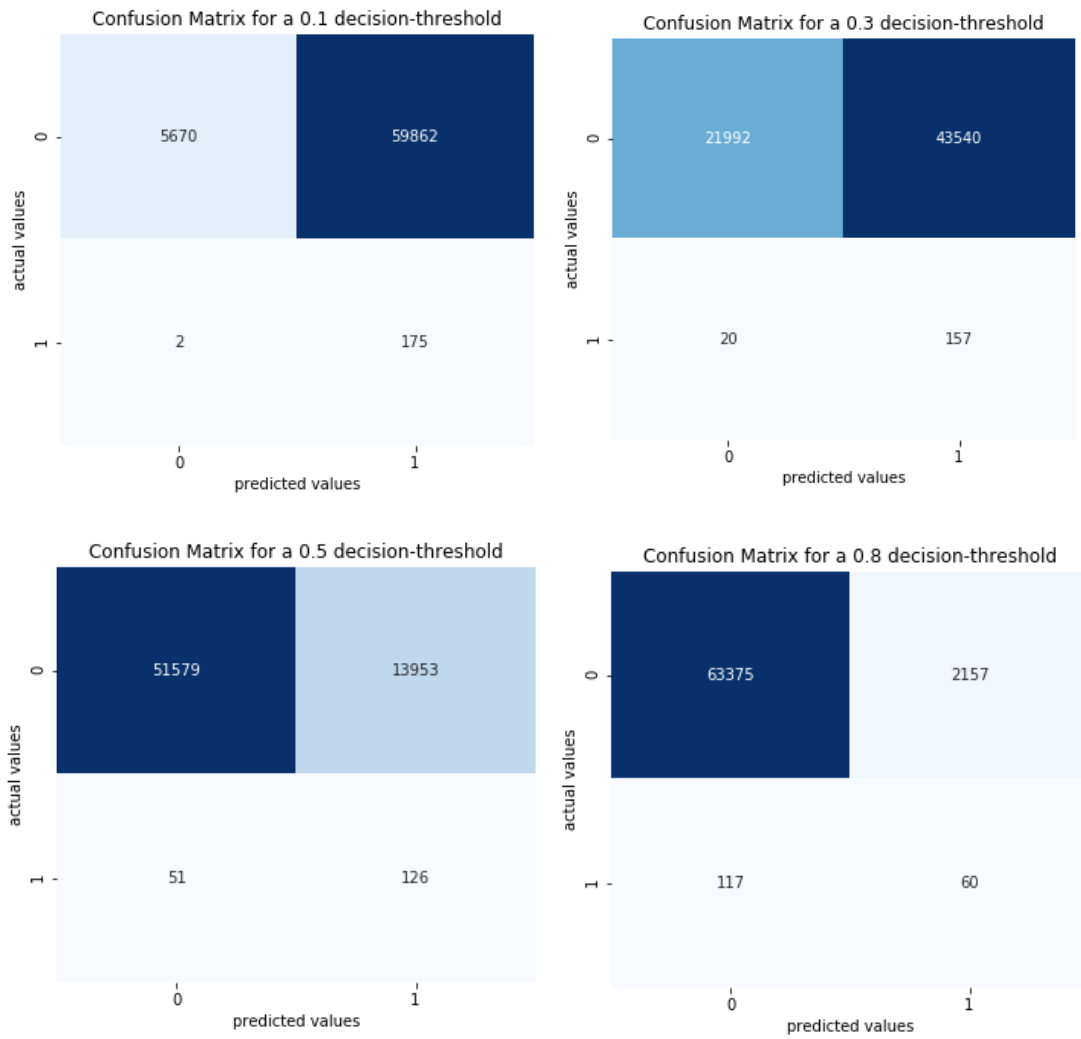 Confusion Matrix for a 0.1 decision-threshold
0
5670
59862
actual values
1
2
175
0
1
predicted values
Confusion Matrix for a 0.3 decision-threshold
0
21992
43540
actual values
1
20
157
0
1
predicted values
Confusion Matrix for a 0.5 decision-threshold
0
51579
13953
actual values
1
51
126
0
1
predicted values
Confusion Matrix for a 0.8 decision-threshold
0
63375
2157
actual values
1
117
60
0
1
predicted values